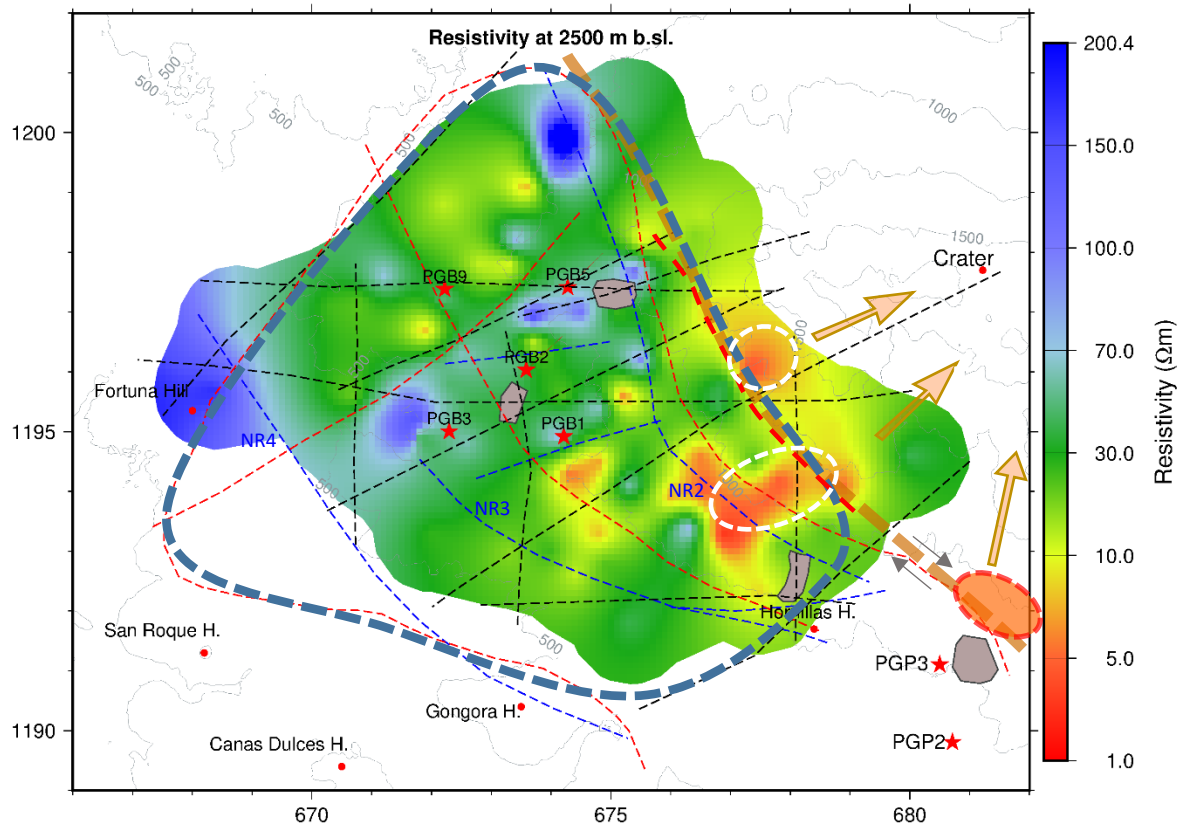 Resistivity at 2500 m b.sl.
500
500
500
500
1000
1200
500
1500
Crater
PGB9
PGB5
PGB2
Fortuna Hill
PGB3
PGB1
1195
NR4
500
NR3
NR2
1100
Hornillas H.
San Roque H.
500
PGP3
1190
Gongora H.
PGP2
Canas Dulces H.
670
675
680
200.4
150.0
100.0
70.0
30.0
10.0
5.0
1.0
Resistivity (Ωm)